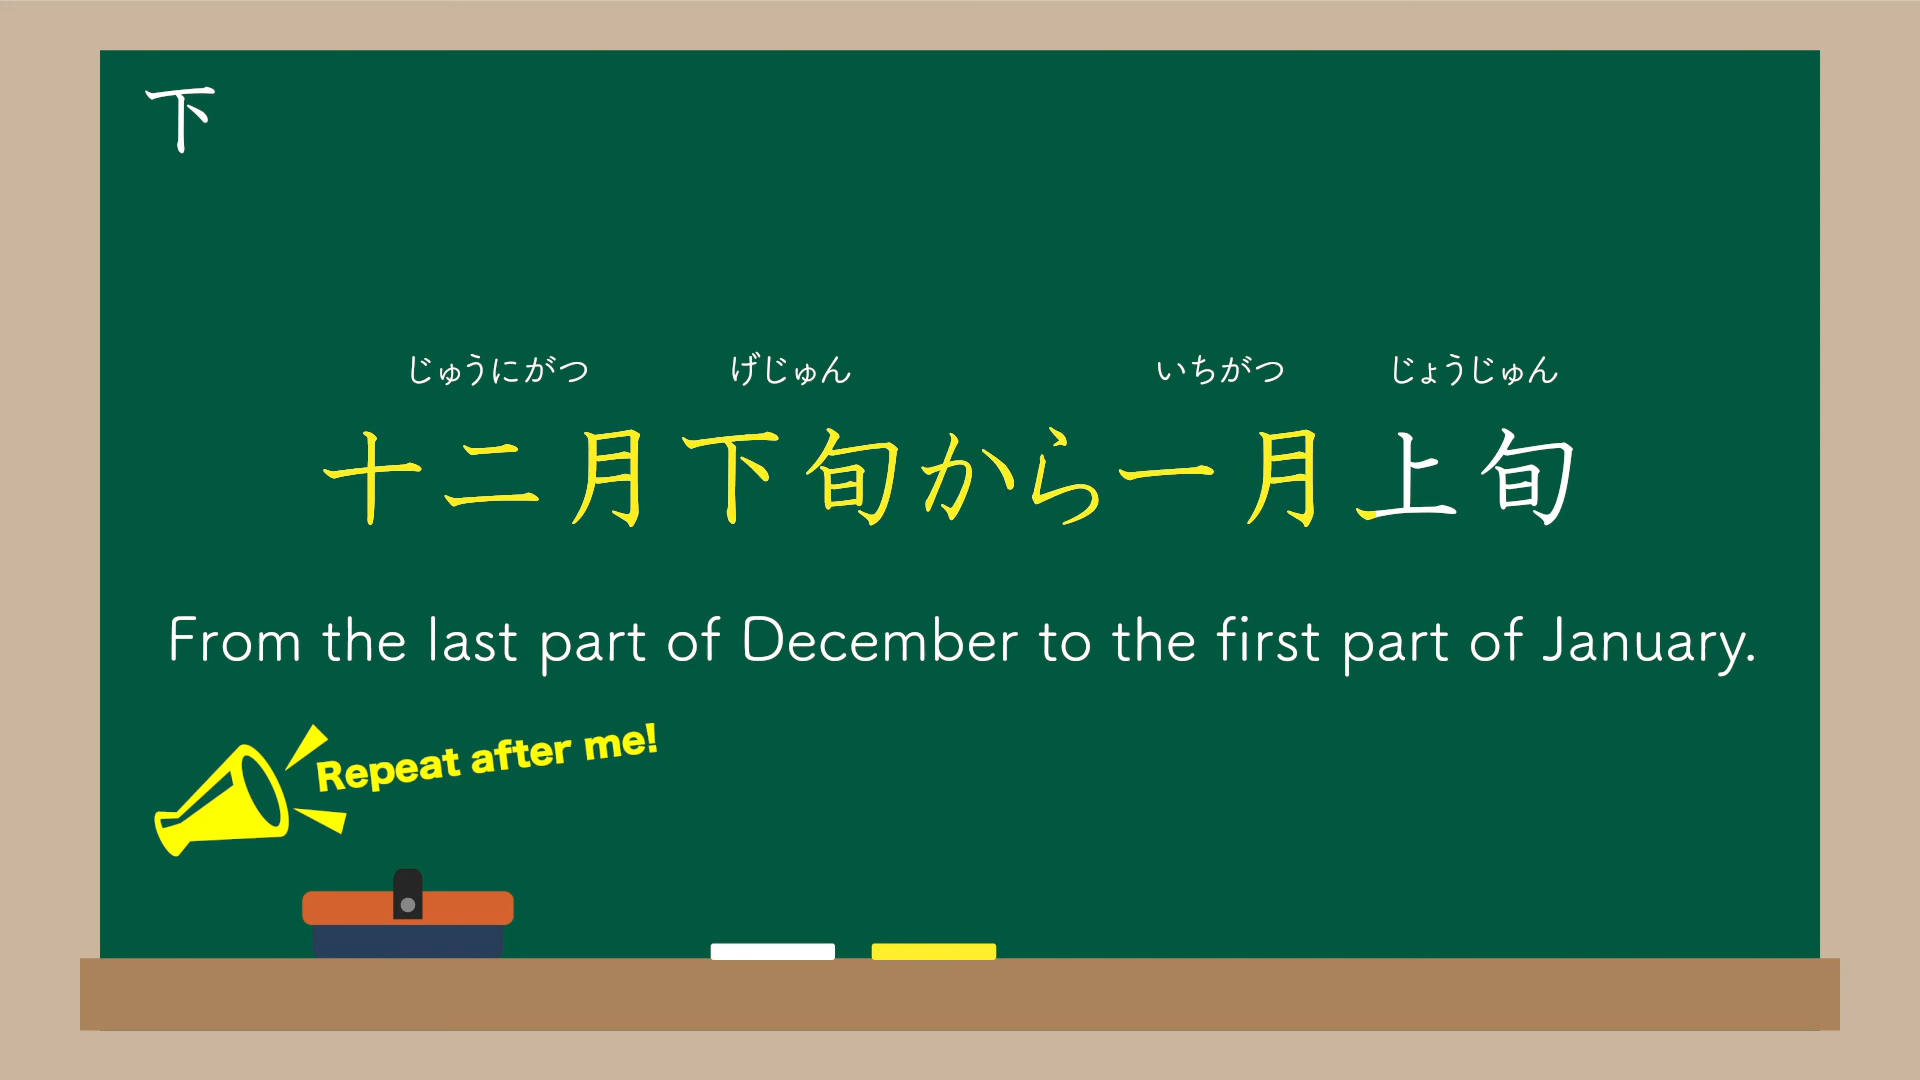 下
じゅうにがつ げじゅん いちがつ じょうじゅん
十二月下旬から一月上旬
From the last part of December to the first part of January.
Repeat after me!